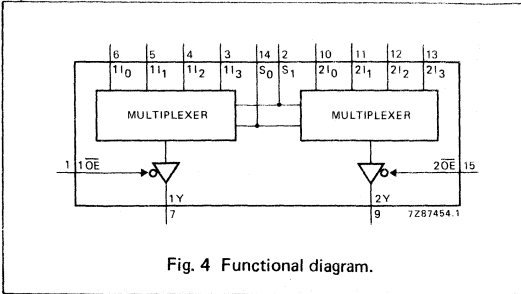 6 5 4 3 14 2 10 11 12 13
1I0 1I1 1I2 1I3 S0 S1 2I0 2I1 2I2 2I3
MULTIPLEXER MULTIPLEXER
1 1OE 2OE 15
1Y 2Y
7 9 7Z87454.1
Fig. 4 Functional diagram.